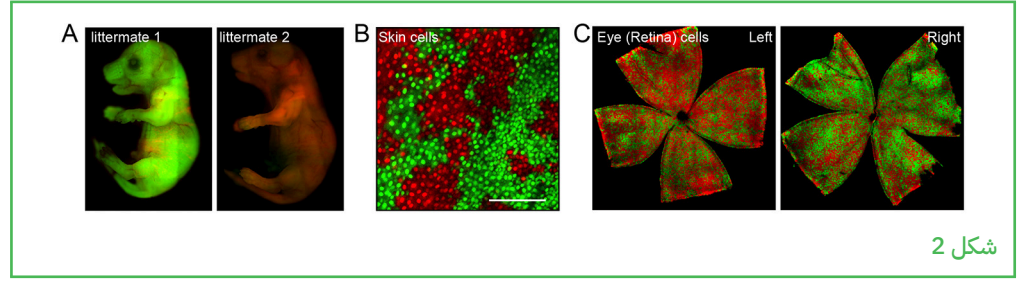 A
littermate 1
littermate 2
B
Skin cells
C
Eye (Retina) cells
Left
Right
شكل 2